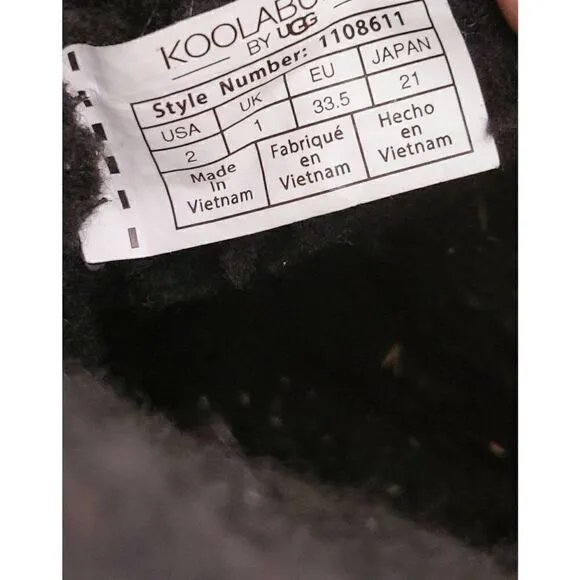 KOOLABU
BY UGG
Style Number: 1108611
USA UK EU JAPAN
2 1 33.5 21
Made in Vietnam
Fabriqué en Vietnam
Hecho en Vietnam